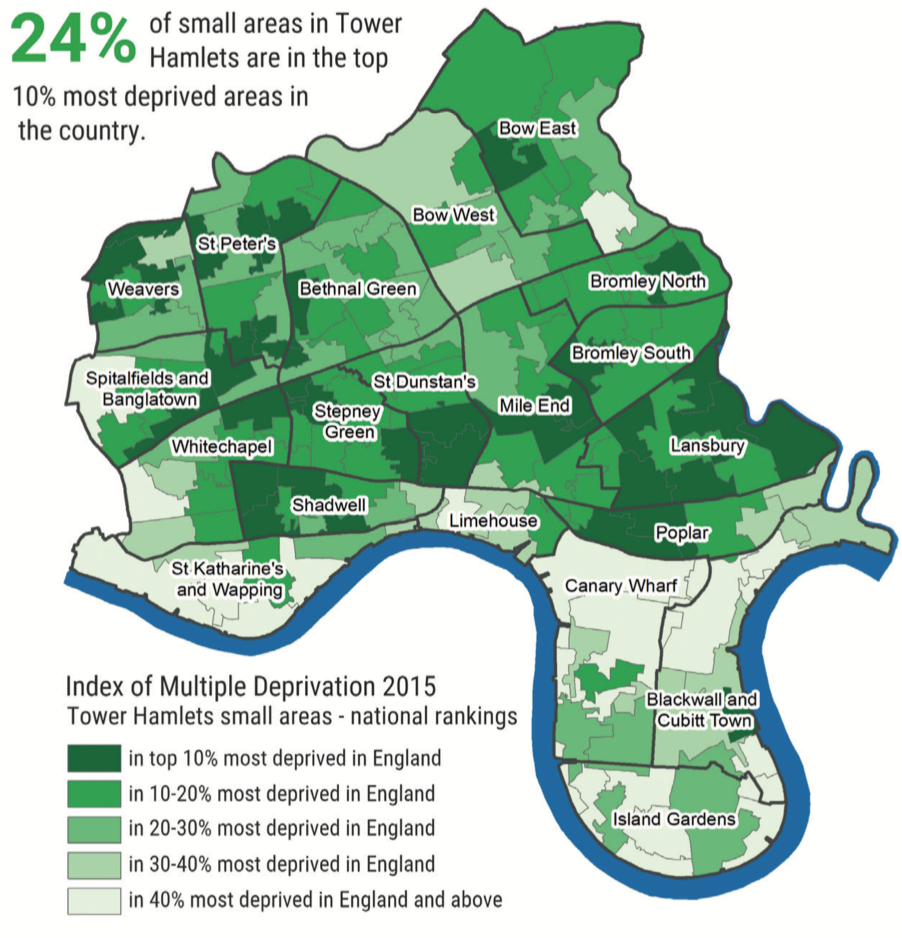 24% of small areas in Tower
Hamlets are in the top
10% most deprived areas in
the country.
Bow East
Bow West
St Peter's
Weavers
Bethnal Green
Bromley North
Bromley South
Spitalfields and
Banglatown
St Dunstan's
Stepney
Green
Mile End
Whitechapel
Lansbury
Shadwell
Limehouse
Poplar
St Katharine's
and Wapping
Canary Wharf
Blackwall and
Cubitt Town
Island Gardens
Index of Multiple Deprivation 2015
Tower Hamlets small areas - national rankings
in top 10% most deprived in England
in 10-20% most deprived in England
in 20-30% most deprived in England
in 30-40% most deprived in England
in 40% most deprived in England and above